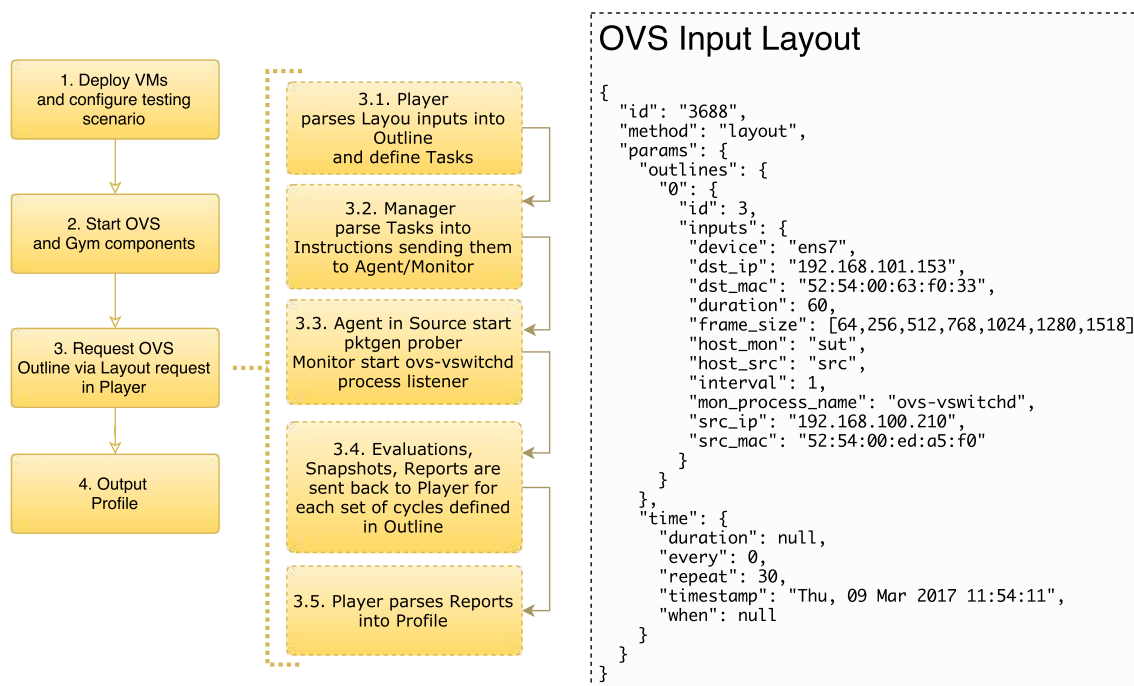 1. Deploy VMs
and configure testing
scenario
2. Start OVS
and Gym components
3. Request OVS
Outline via Layout request
in Player
4. Output
Profile
3.1. Player
parses Layou inputs into
Outline
and define Tasks
3.2. Manager
parse Tasks into
Instructions sending them
to Agent/Monitor
3.3. Agent in Source start
pktgen prober
Monitor start ovs-vswitchd
process listener
3.4. Evaluations,
Snapshots, Reports are
sent back to Player for
each set of cycles defined
in Outline
3.5. Player parses Reports
into Profile
OVS Input Layout
{
"id": "3688",
"method": "layout",
"params": {
"outlines": {
"0": {
"id": 3,
"inputs": {
"device": "ens7",
"dst_ip": "192.168.101.153",
"dst_mac": "52:54:00:63:f0:33",
"duration": 60,
"frame_size": [64,256,512,768,1024,1280,1518]
"host_mon": "sut",
"host_src": "src",
"interval": 1,
"mon_process_name": "ovs-vswitchd",
"src_ip": "192.168.100.210",
"src_mac": "52:54:00:ed:a5:f0"
}
}
},
"time": {
"duration": null,
"every": 0,
"repeat": 30,
"timestamp": "Thu, 09 Mar 2017 11:54:11",
"when": null
}
}
}